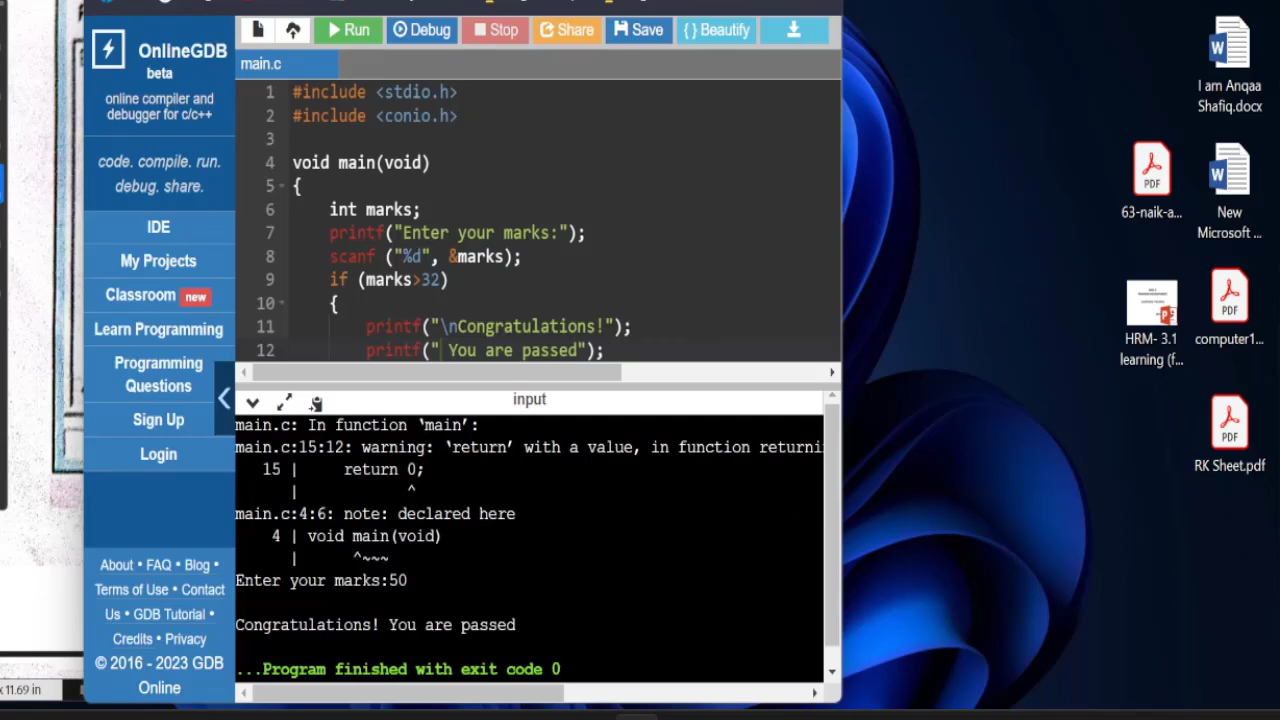 OnlineGDB
beta
online compiler and
debugger for c/c++
code. compile. run.
debug. share.
IDE
My Projects
Classroom new
Learn Programming
Programming
Questions
Sign Up
Login
About • FAQ • Blog •
Terms of Use • Contact
Us • GDB Tutorial •
Credits • Privacy
© 2016 - 2023 GDB
Online
Run
Debug
Stop
Share
Save
{ } Beautify
main.c
1 #include <stdio.h>
2 #include <conio.h>
3
4 void main(void)
5 {
6 int marks;
7 printf("Enter your marks:");
8 scanf ("%d", &marks);
9 if (marks>32)
10 {
11 printf("\nCongratulations!");
12 printf(" You are passed");
input
main.c: In function ‘main’:
main.c:15:12: warning: ‘return’ with a value, in function returni
15 | return 0;
| ^
main.c:4:6: note: declared here
4 | void main(void)
| ^~~~
Enter your marks:50
Congratulations! You are passed
...Program finished with exit code 0
I am Anqaa
Shafiq.docx
PDF
63-naik-a...
New
Microsoft ...
HRM- 3.1
learning (f...
PDF
computer1...
PDF
RK Sheet.pdf
x 11.69 in